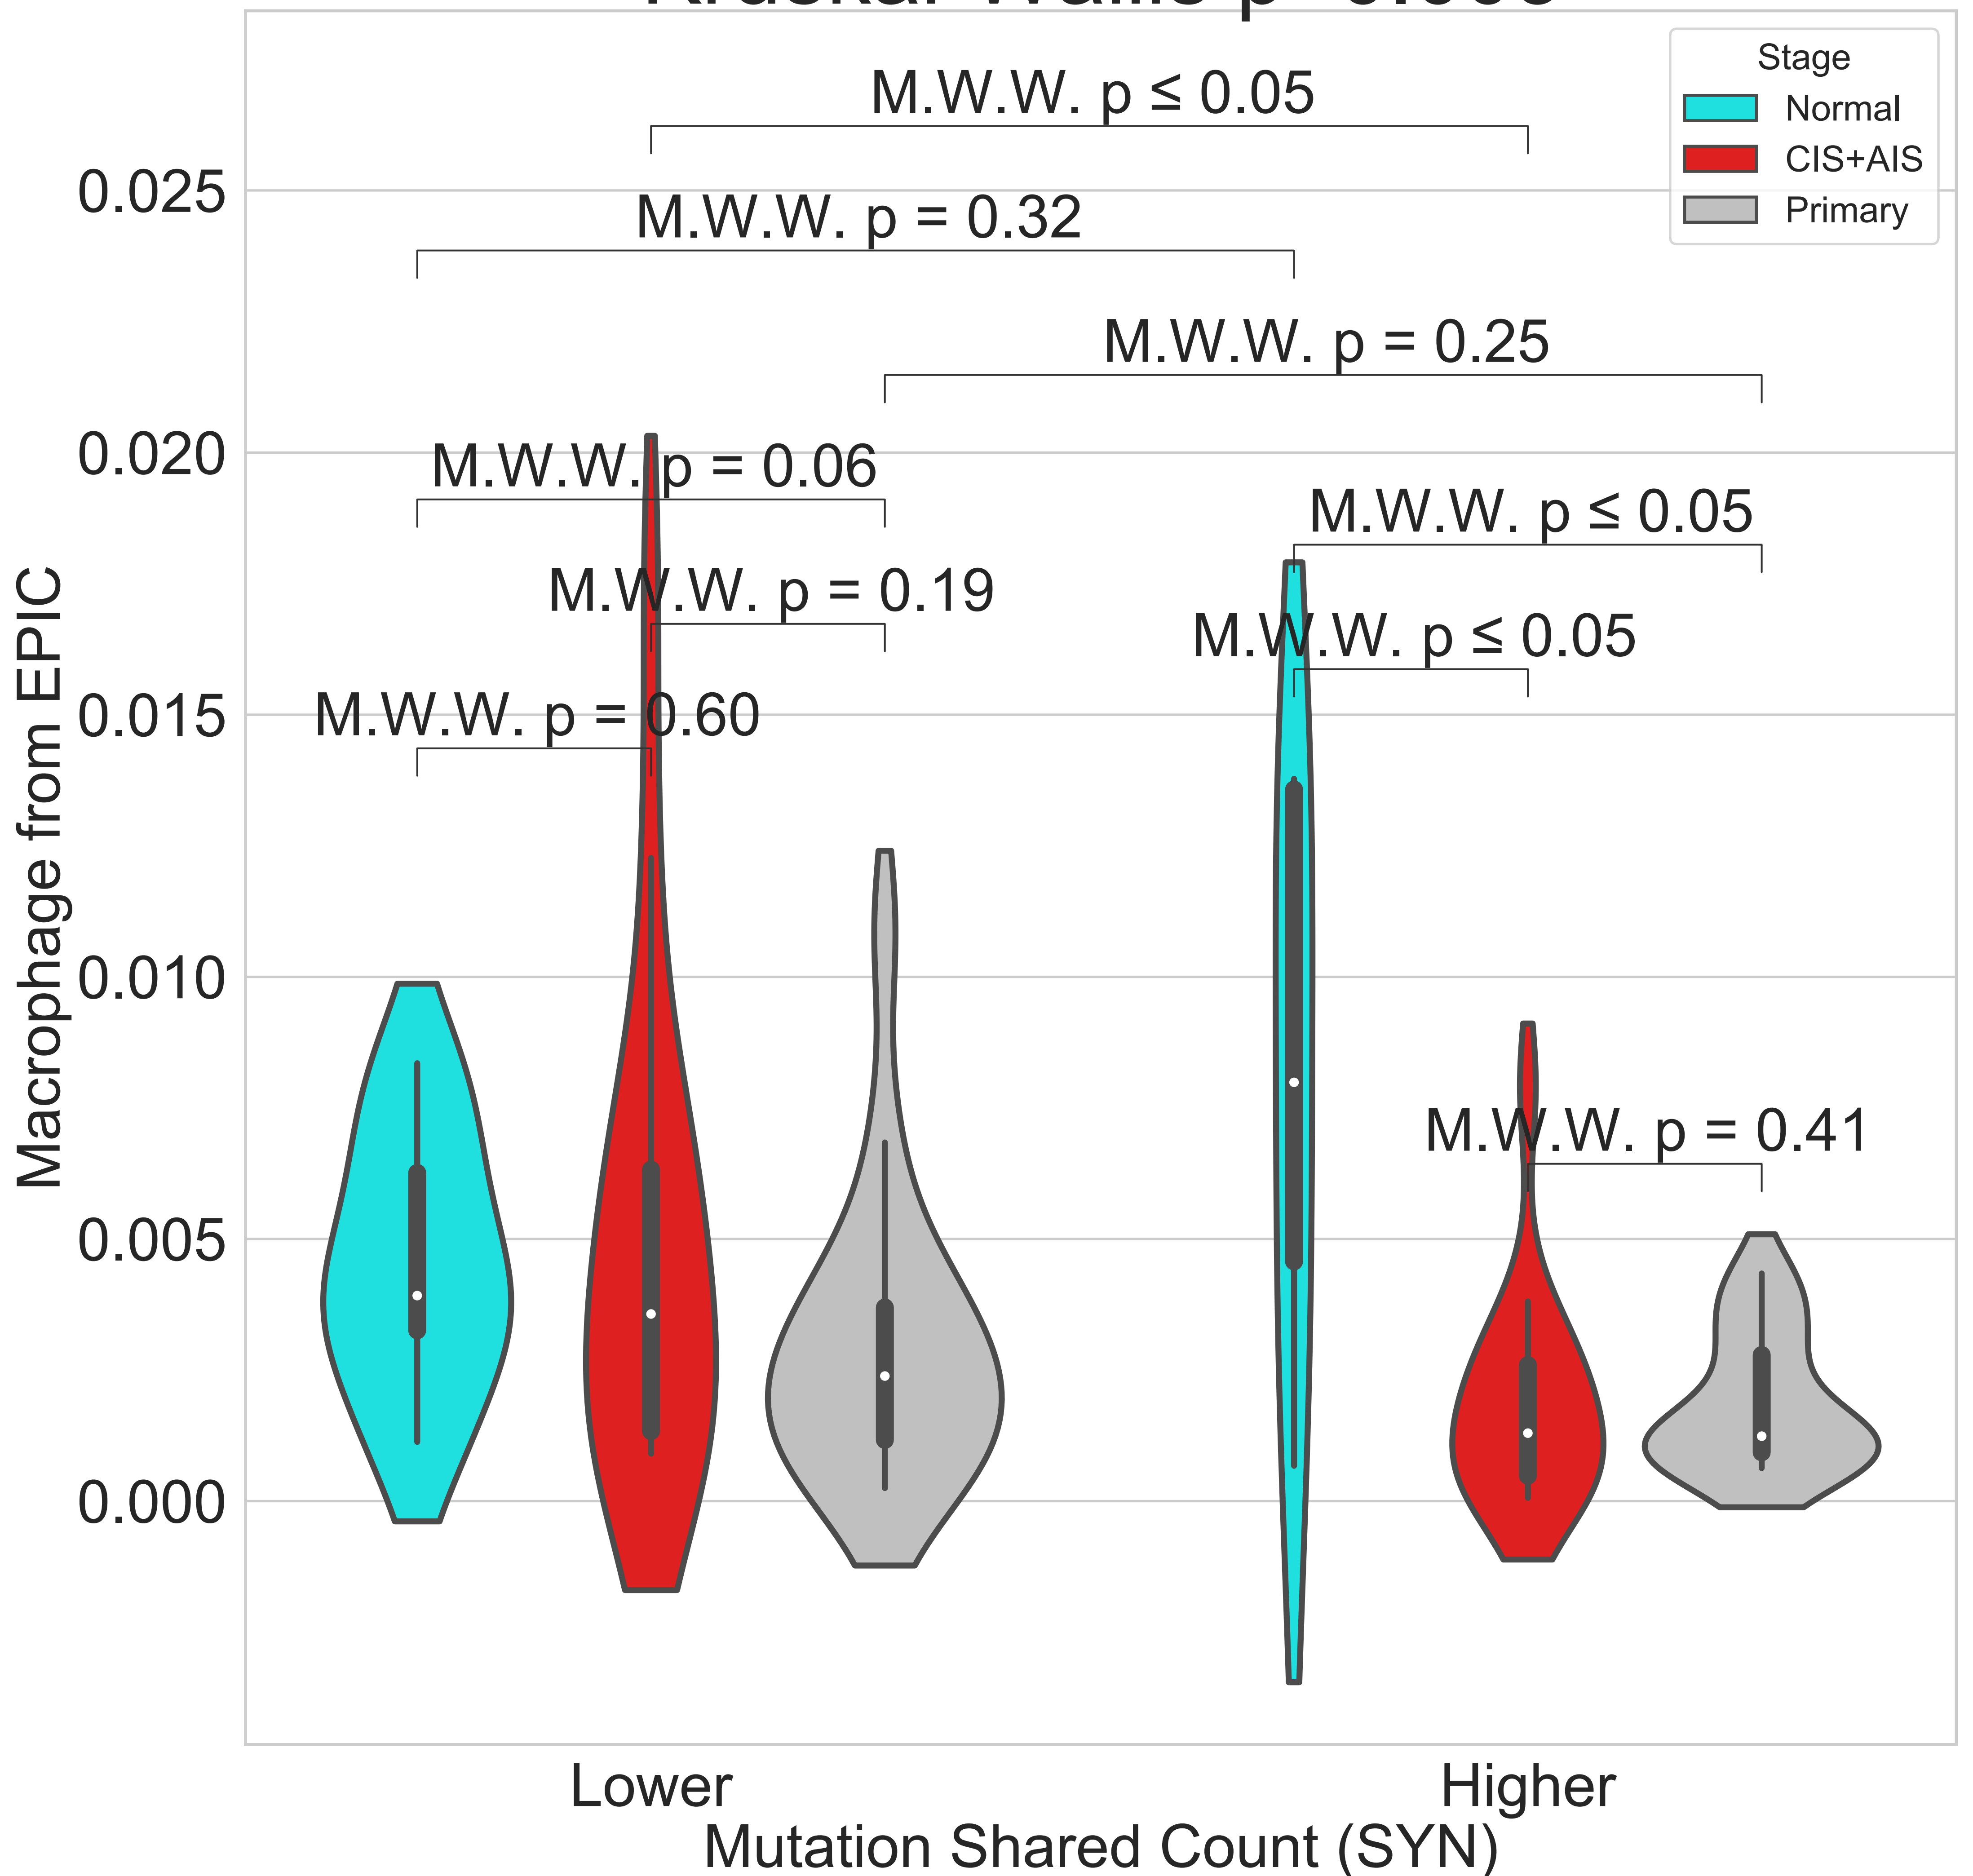 Stage
Normal
CIS+AIS
Primary
M.W.W. p ≤ 0.05
M.W.W. p = 0.32
M.W.W. p = 0.25
M.W.W. p = 0.06
M.W.W. p ≤ 0.05
M.W.W. p = 0.19
M.W.W. p ≤ 0.05
M.W.W. p = 0.60
M.W.W. p = 0.41
0.025
0.020
0.015
0.010
0.005
0.000
Macrophage from EPIC
Lower
Higher
Mutation Shared Count (SYN)